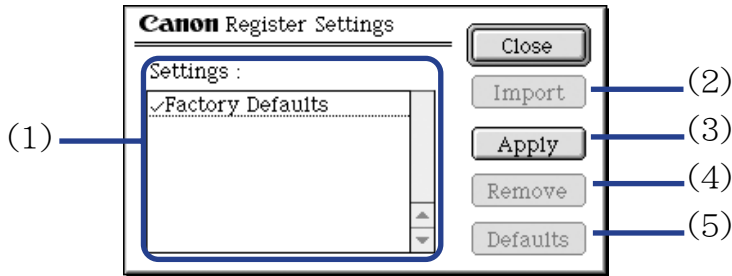 Canon Register Settings
Close
Settings :
Import
(2)
✓Factory Defaults
(1)
Apply
(3)
Remove
(4)
Defaults
(5)